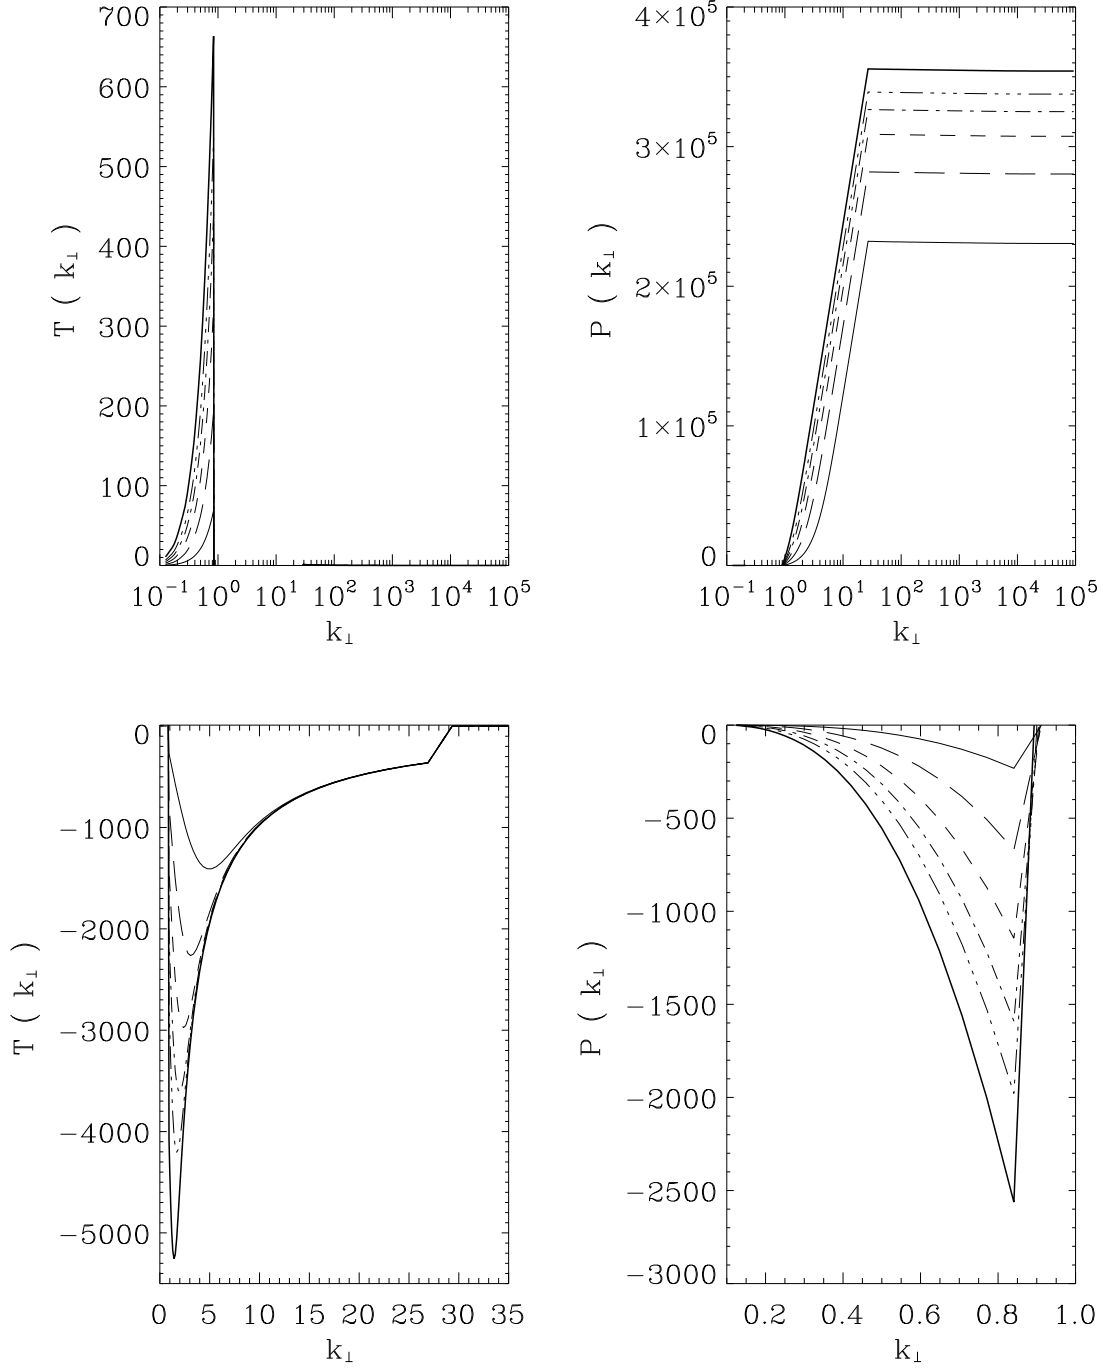 700
600
500
400
300
200
100
0
T ( k⊥ )
10⁻¹ 10⁰ 10¹ 10² 10³ 10⁴ 10⁵
k⊥
4×10⁵
3×10⁵
2×10⁵
1×10⁵
0
P ( k⊥ )
10⁻¹ 10⁰ 10¹ 10² 10³ 10⁴ 10⁵
k⊥
0
−1000
−2000
−3000
−4000
−5000
T ( k⊥ )
0 5 10 15 20 25 30 35
k⊥
0
−500
−1000
−1500
−2000
−2500
−3000
P ( k⊥ )
0.2 0.4 0.6 0.8 1.0
k⊥